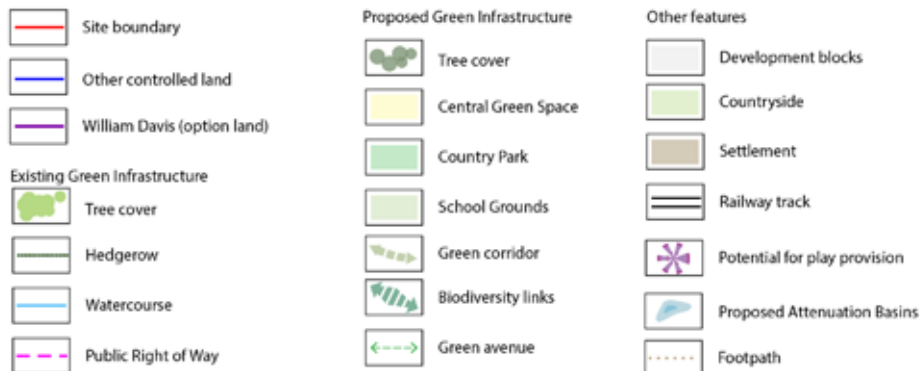 Site boundary
Other controlled land
William Davis (option land)
Existing Green Infrastructure
Tree cover
Hedgerow
Watercourse
Public Right of Way
Proposed Green Infrastructure
Tree cover
Central Green Space
Country Park
School Grounds
Green corridor
Biodiversity links
Green avenue
Other features
Development blocks
Countryside
Settlement
Railway track
Potential for play provision
Proposed Attenuation Basins
Footpath